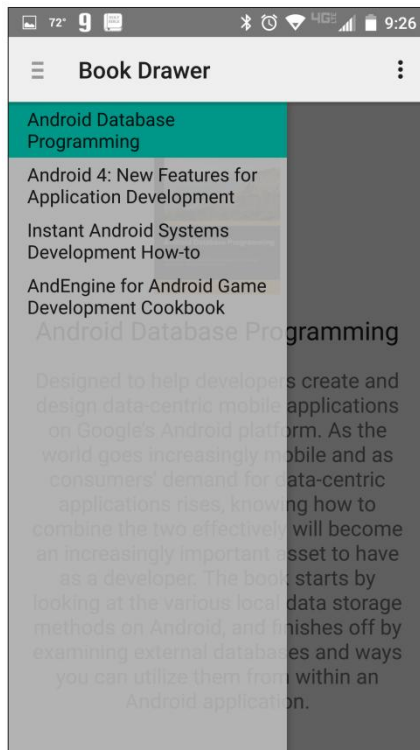 72° 9 4G 9:26
Book Drawer
Android Database
Programming
Android 4: New Features for
Application Development
Instant Android Systems
Development How-to
AndEngine for Android Game
Development Cookbook
Android Database Programming
Designed to help developers create and
design data-centric mobile applications
on Google's Android platform. As the
world goes increasingly mobile and as
consumers' demand for data-centric
applications rises, knowing how to
combine the two effectively will become
an increasingly important asset to have
as a developer. The book starts by
looking at the various local data storage
methods on Android, and finishes off by
examining external databases and ways
you can utilize them from within an
Android application.